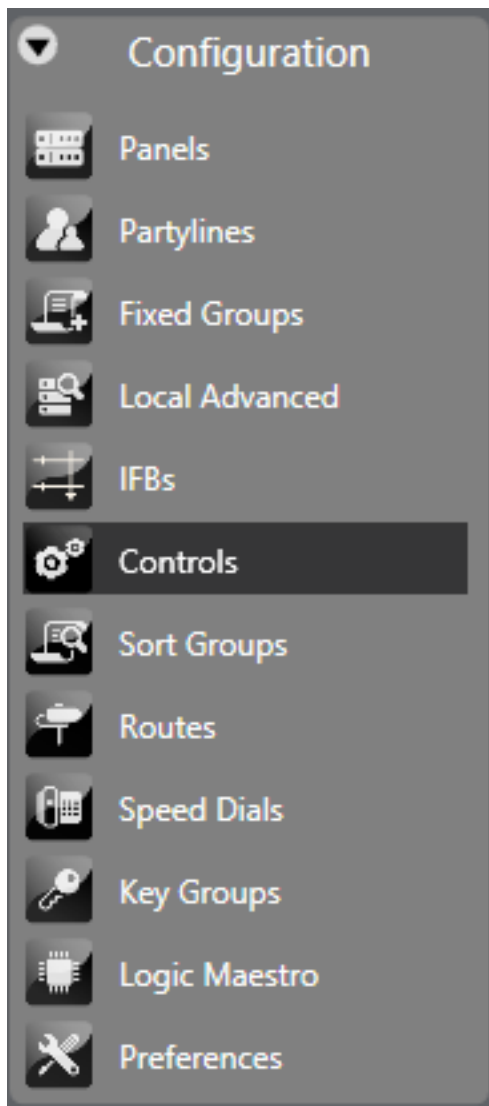 Configuration
Panels
Partylines
Fixed Groups
Local Advanced
IFBs
Controls
Sort Groups
Routes
Speed Dials
Key Groups
Logic Maestro
Preferences